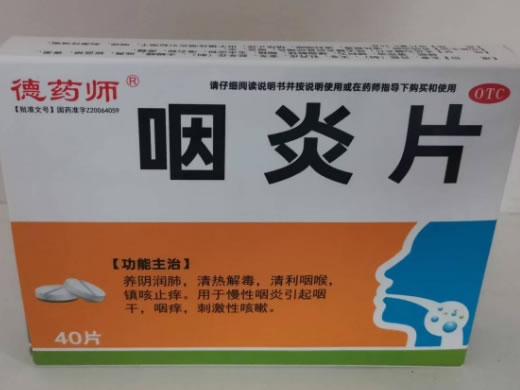 德药师®
请仔细阅读说明书并按说明使用或在药师指导下购买和使用
OTC
【批准文号】国药准字Z20064059
咽炎片
【功能主治】
养阴润肺，清热解毒，清利咽喉，
镇咳止痒。用于慢性咽炎引起咽
干，咽痒，刺激性咳嗽。
40片